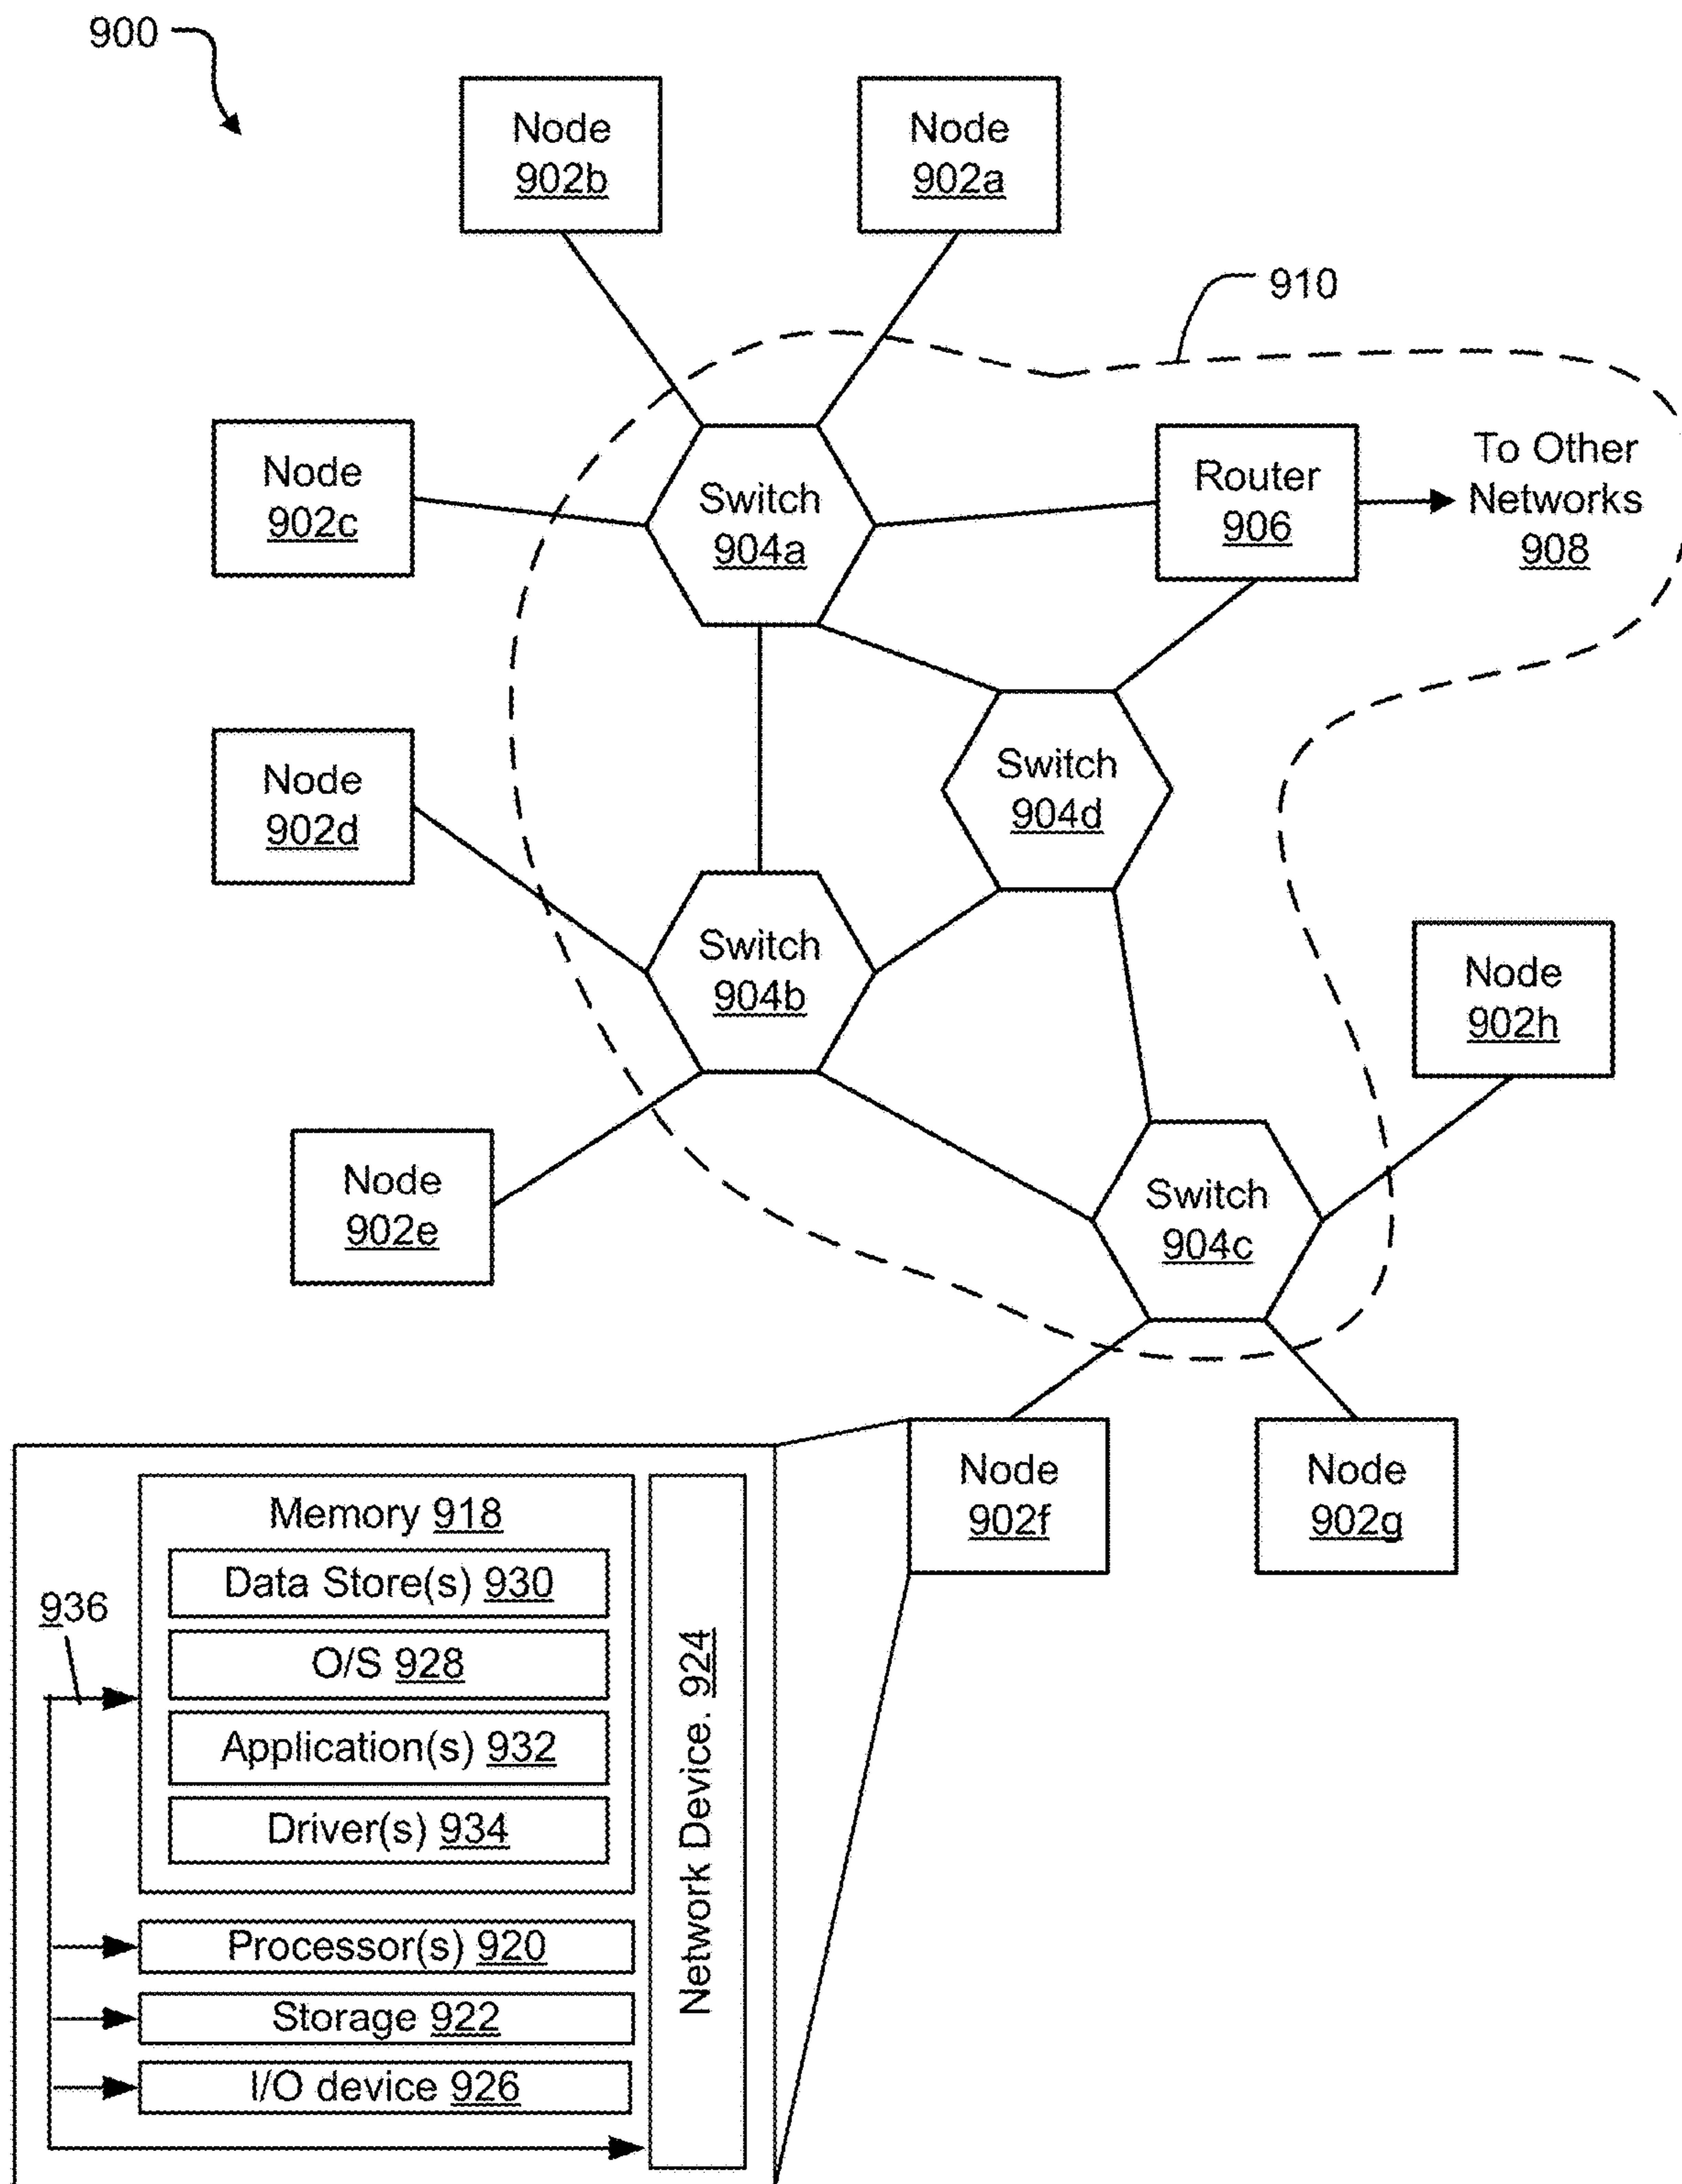 900
Node
902b
Node
902a
910
Node
902c
Switch
904a
Router
906
To Other
Networks
908
Node
902d
Switch
904d
Switch
904b
Node
902h
Node
902e
Switch
904c
Node
902f
Node
902g
Memory 918
Data Store(s) 930
936
O/S 928
Application(s) 932
Driver(s) 934
Network Device. 924
Processor(s) 920
Storage 922
I/O device 926